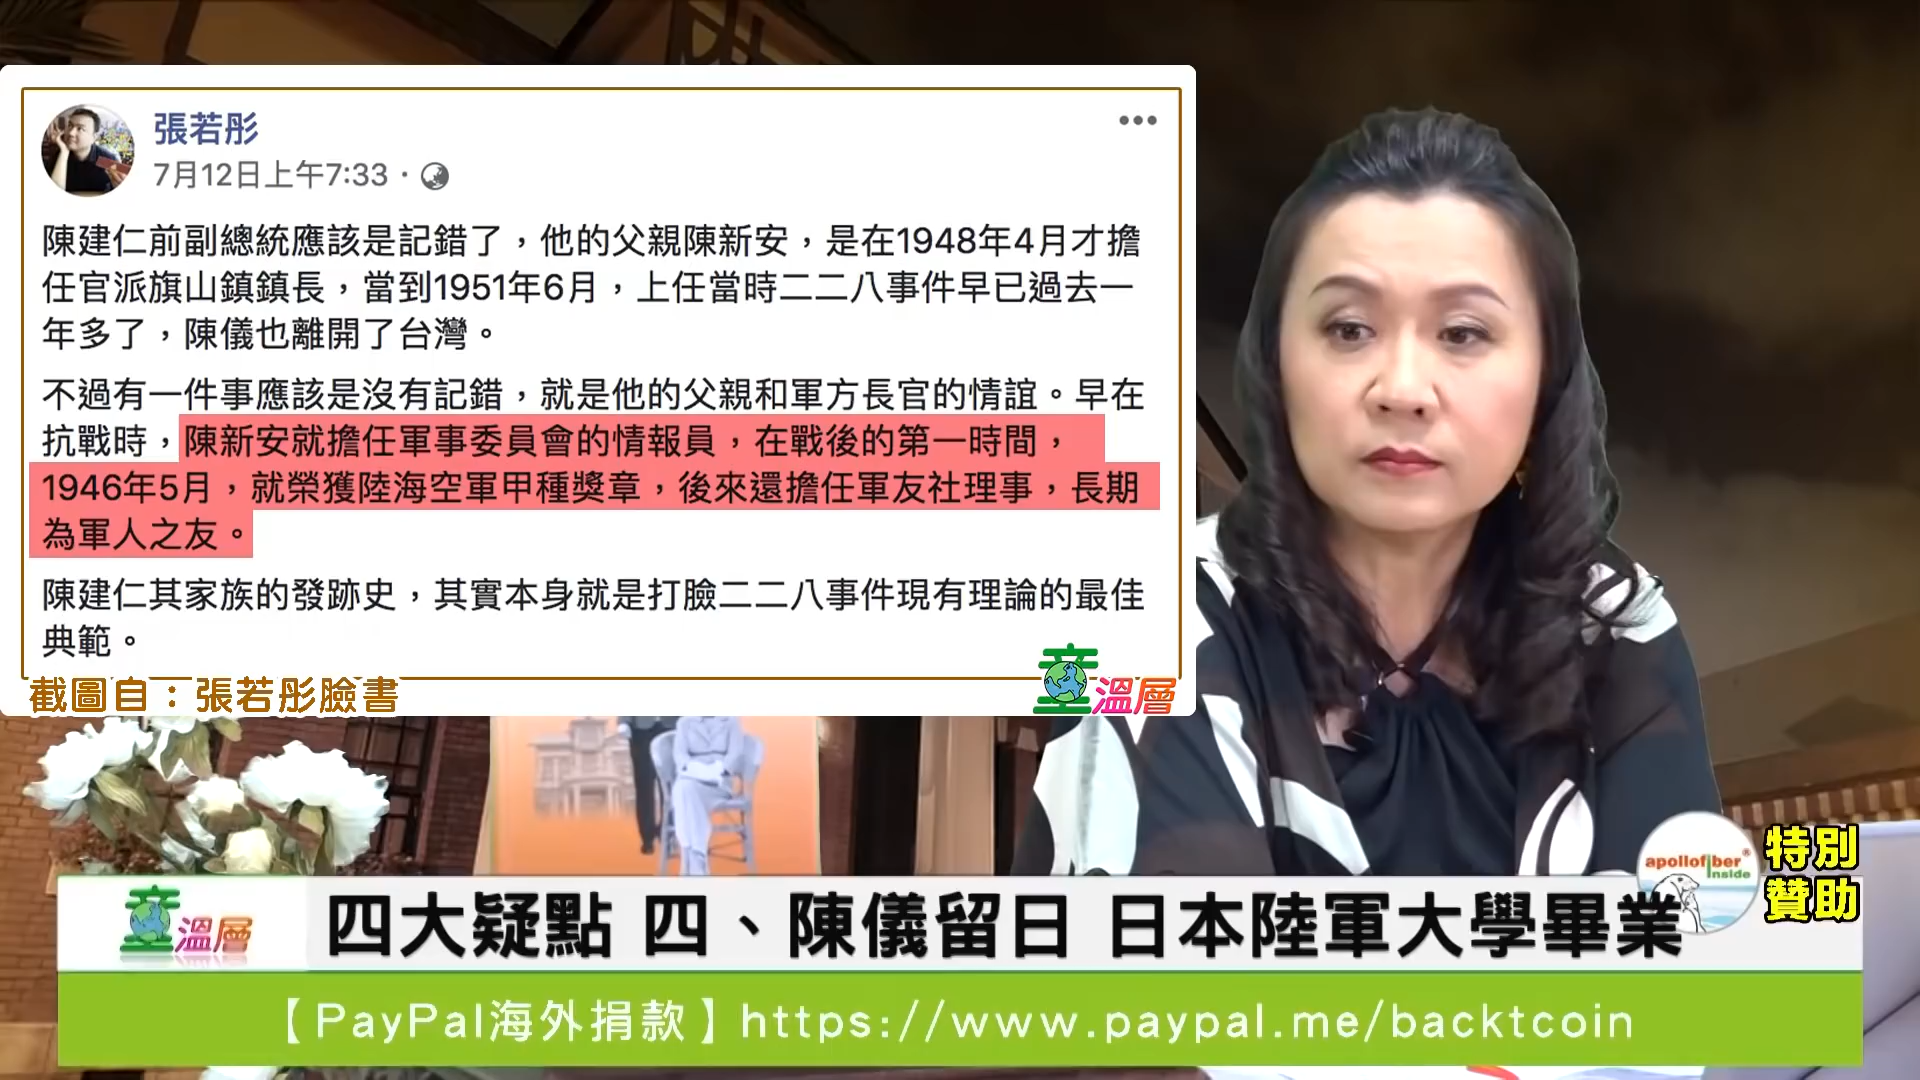 張若彤
7月12日上午7:33 ·
陳建仁前副總統應該是記錯了，他的父親陳新安，是在1948年4月才擔
任官派旗山鎮鎮長，當到1951年6月，上任當時二二八事件早已過去一
年多了，陳儀也離開了台灣。
不過有一件事應該是沒有記錯，就是他的父親和軍方長官的情誼。早在
抗戰時，陳新安就擔任軍事委員會的情報員，在戰後的第一時間，
1946年5月，就榮獲陸海空軍甲種獎章，後來還擔任軍友社理事，長期
為軍人之友。
陳建仁其家族的發跡史，其實本身就是打臉二二八事件現有理論的最佳
典範。
截圖自：張若彤臉書
童溫層
apollofiber®
Inside
特別
贊助
童溫層
四大疑點 四、陳儀留日 日本陸軍大學畢業
【PayPal海外捐款】https://www.paypal.me/backtcoin